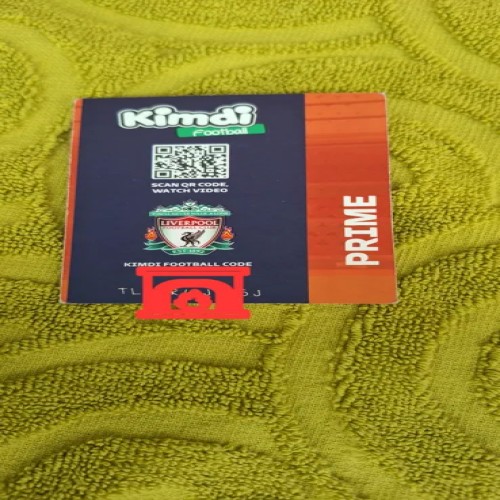 Kimdi
Football
SCAN QR CODE,
WATCH VIDEO
LIVERPOOL
KIMDI FOOTBALL CODE
PRIME